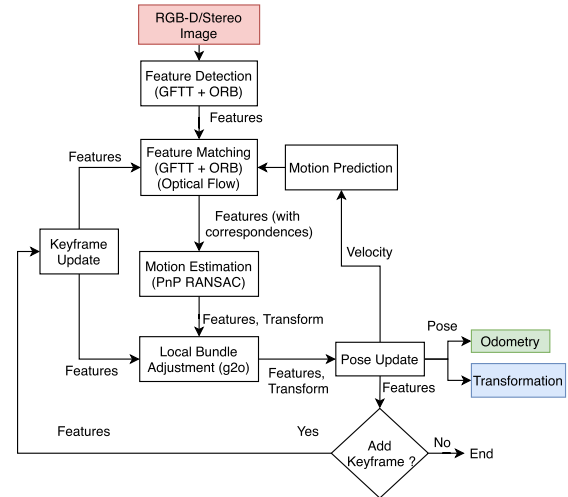 RGB-D/Stereo
Image
Feature Detection
(GFTT + ORB)
Features
Features
Feature Matching
(GFTT + ORB)
(Optical Flow)
Motion Prediction
Features (with
correspondences)
Keyframe
Update
Velocity
Motion Estimation
(PnP RANSAC)
Features, Transform
Pose
Odometry
Local Bundle
Adjustment (g2o)
Pose Update
Features
Features,
Transform
Features
Transformation
Features
Yes
Add
Keyframe ?
No
End